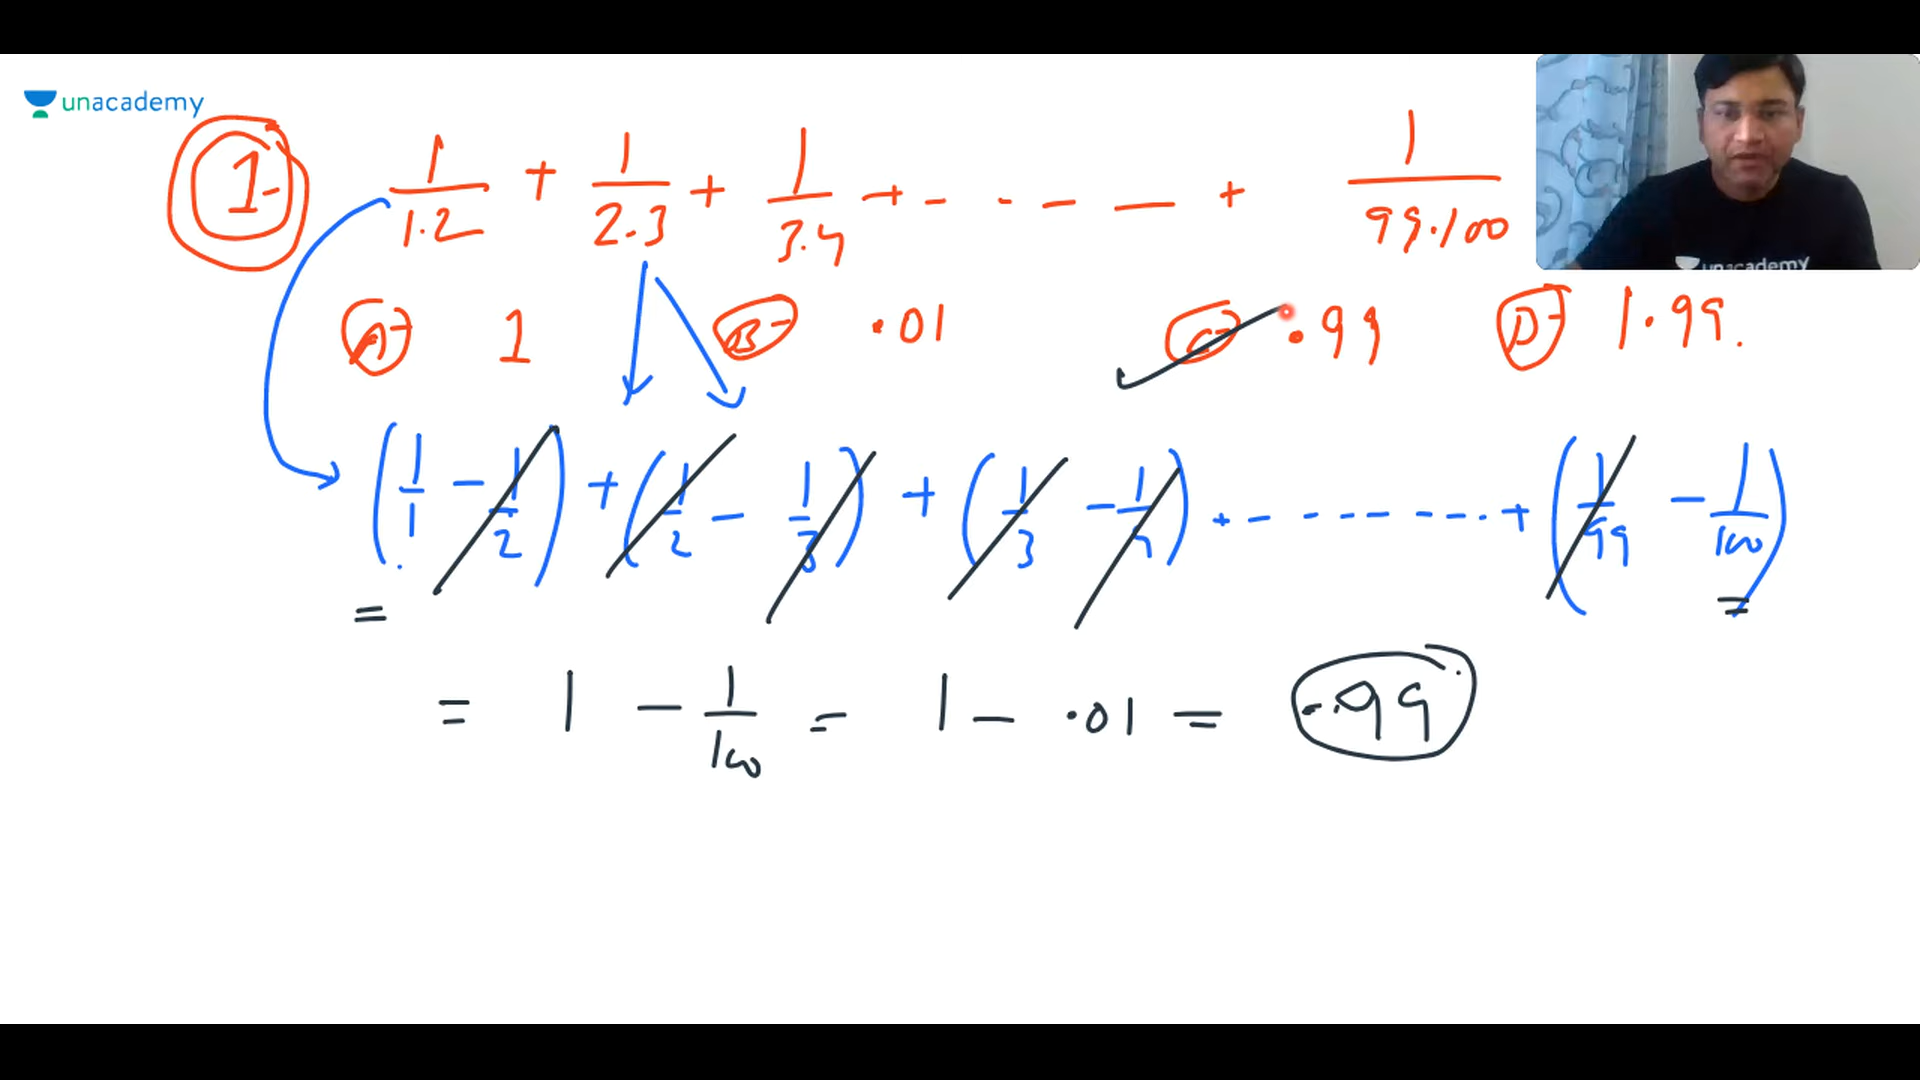 unacademy
1- 1/1.2 + 1/2.3 + 1/3.4 + - - - — + 1/99.100
unacademy
A- 1 B- .01 C- .99 D- 1.99.
(1/1 - 1/2) + (1/2 - 1/3) + (1/3 - 1/4) + - - - - - - - + (1/99 - 1/100)
=
= 1 - 1/100 = 1 - .01 = .99